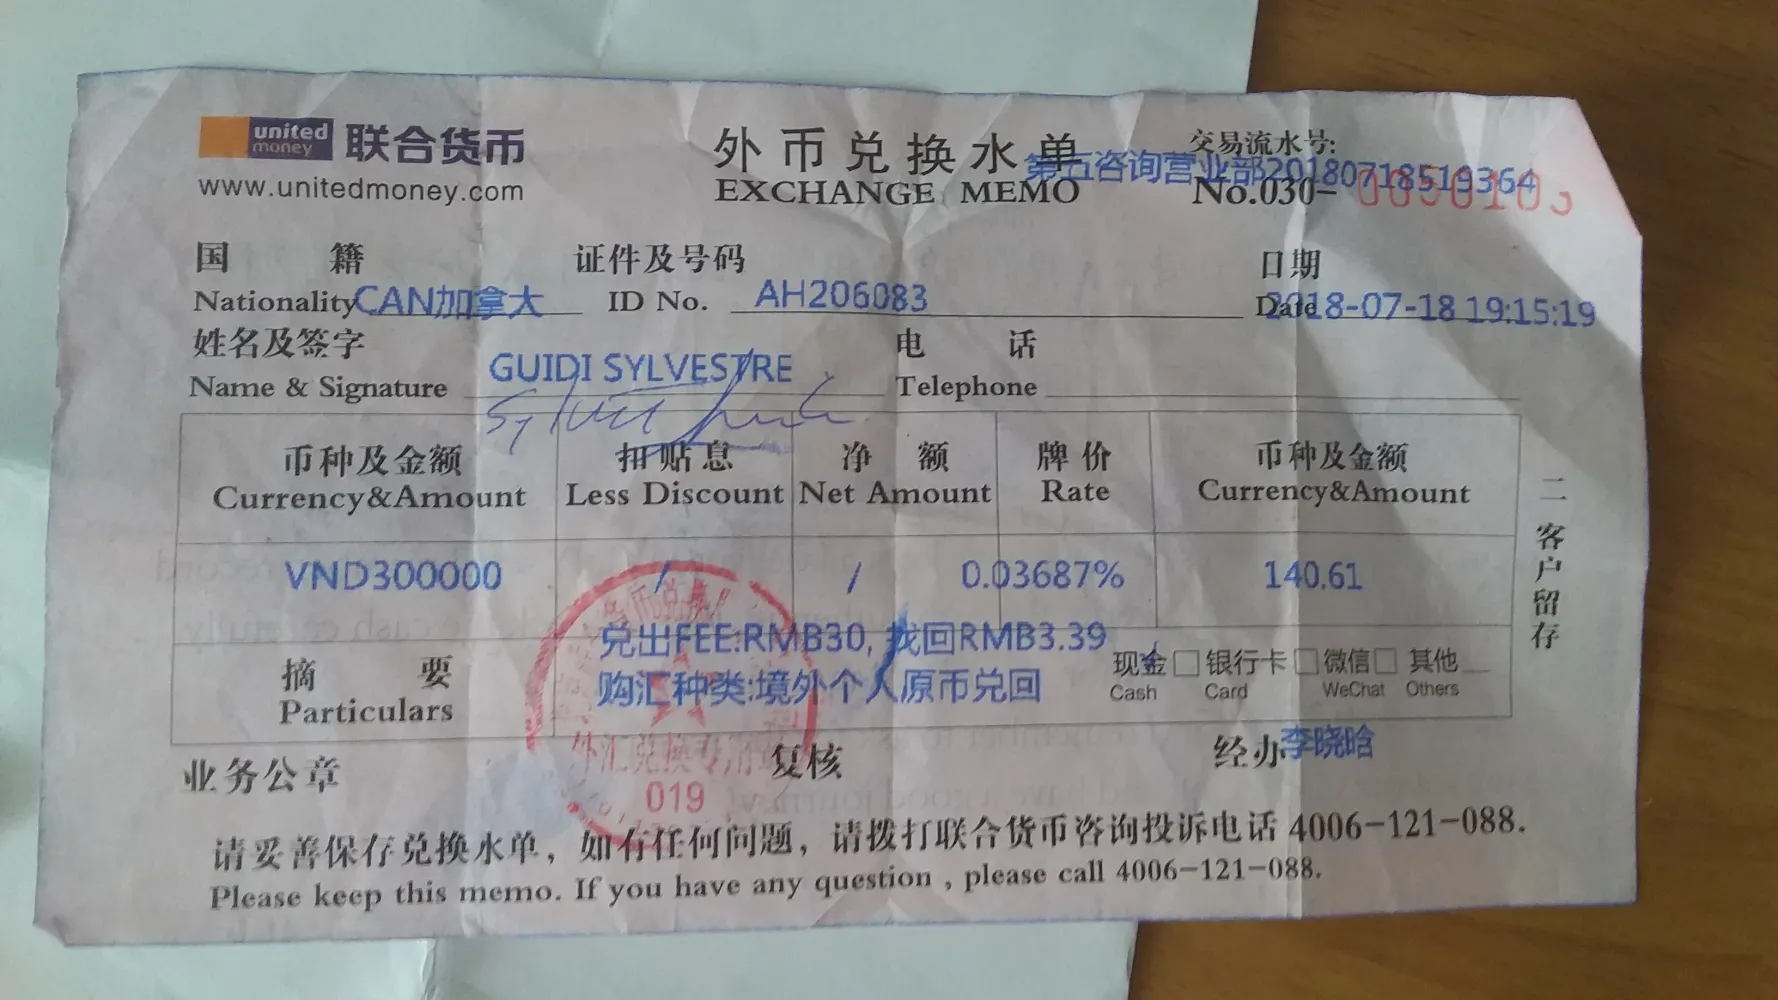 united money 联合货币
www.unitedmoney.com
外币兑换水单
EXCHANGE MEMO
交易流水号:
第五咨询营业部20180718519364
No.030-
国籍 证件及号码 日期
Nationality CAN加拿大 ID No. AH206083 Date 2018-07-18 19:15:19
姓名及签字 GUIDI SYLVESTRE 电话
Name & Signature Telephone
币种及金额 扣贴息 净额 牌价 币种及金额
Currency&Amount Less Discount Net Amount Rate Currency&Amount
VND300000 / / 0.03687% 140.61
兑出FEE:RMB30, 找回RMB3.39
购汇种类:境外个人原币兑回
摘要
Particulars
现金 银行卡 微信 其他
Cash Card WeChat Others
二 客户留存
外汇兑换专用章
019
业务公章 复核 经办 李晓晗
请妥善保存兑换水单，如有任何问题，请拨打联合货币咨询投诉电话 4006-121-088.
Please keep this memo. If you have any question , please call 4006-121-088.